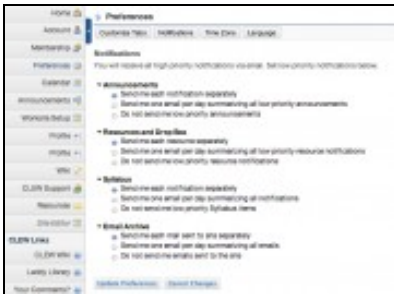 Home
Account
Membership
Preferences
Calendar
Announcements
Worksite Setup
Profile
Profile
Wiki
CLEW Support
Resources
Site Editor
CLEW Links
CLEW Wiki
Leddy Library
Your Comments?
Preferences
Customize Tabs Notifications Time Zone Language
Notifications
You will receive all high priority notifications via email. Set low priority notifications below.
Announcements
Send me each notification separately
Send me one email per day summarizing all low priority announcements
Do not send me low priority announcements
Resources and Drop Box
Send me each resource separately
Send me one email per day summarizing all low priority resource notifications
Do not send me low priority resource notifications
Syllabus
Send me each notification separately
Send me one email per day summarizing all notifications
Do not send me low priority Syllabus items
Email Archive
Send me each mail sent to site separately
Send me one email per day summarizing all emails
Do not send me emails sent to the site
Update Preferences Cancel Changes